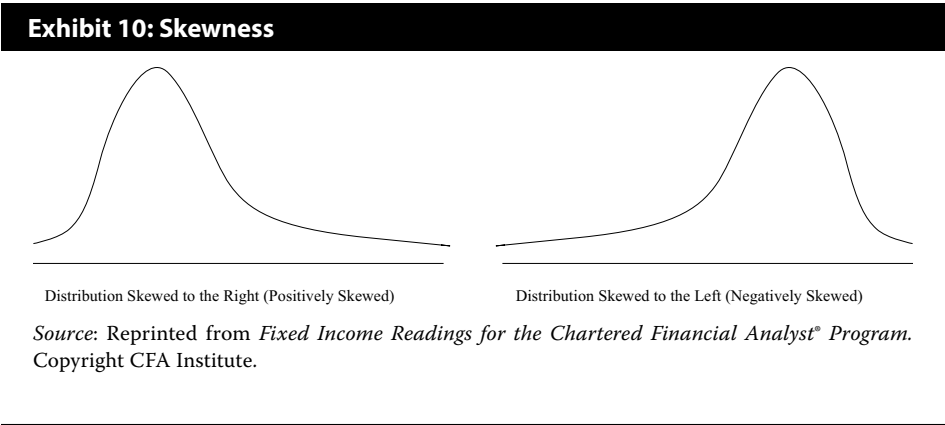 Exhibit 10: Skewness
Distribution Skewed to the Right (Positively Skewed)
Distribution Skewed to the Left (Negatively Skewed)
Source: Reprinted from Fixed Income Readings for the Chartered Financial Analyst® Program.
Copyright CFA Institute.